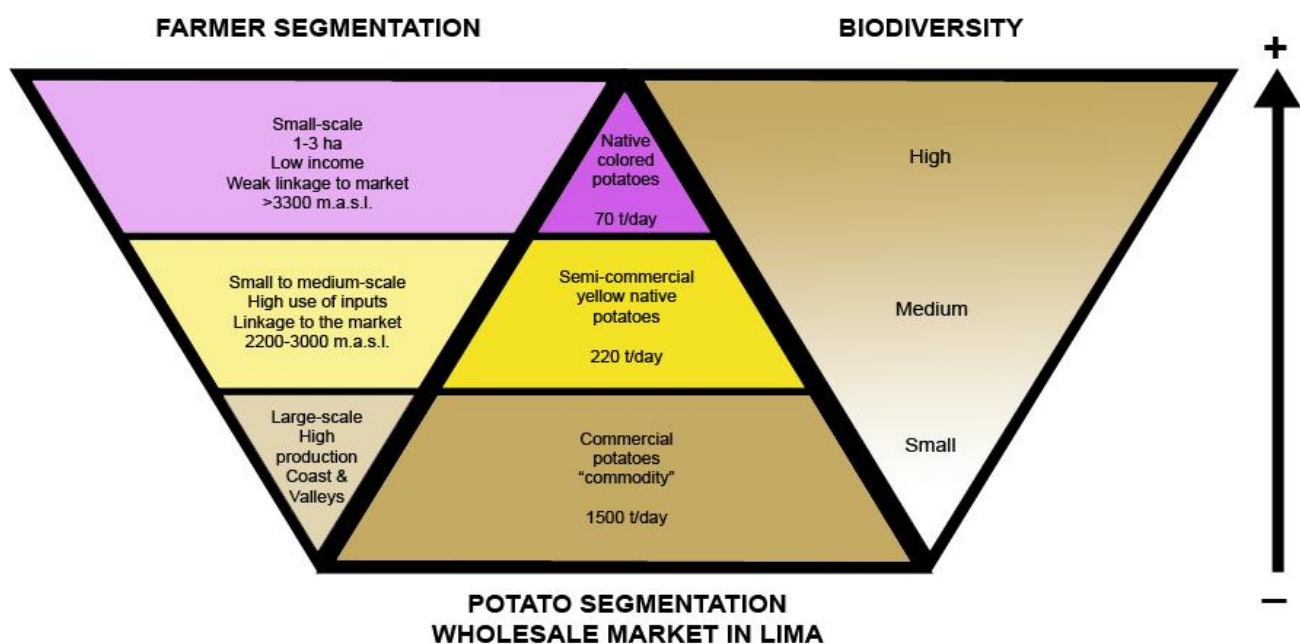 FARMER SEGMENTATION
BIODIVERSITY
+
Small-scale
1-3 ha
Low income
Weak linkage to market
>3300 m.a.s.l.
Native
colored
potatoes
70 t/day
High
Small to medium-scale
High use of inputs
Linkage to the market
2200-3000 m.a.s.l.
Semi-commercial
yellow native
potatoes
220 t/day
Medium
Large-scale
High
production
Coast &
Valleys
Commercial
potatoes
“commodity”
1500 t/day
Small
–
POTATO SEGMENTATION
WHOLESALE MARKET IN LIMA